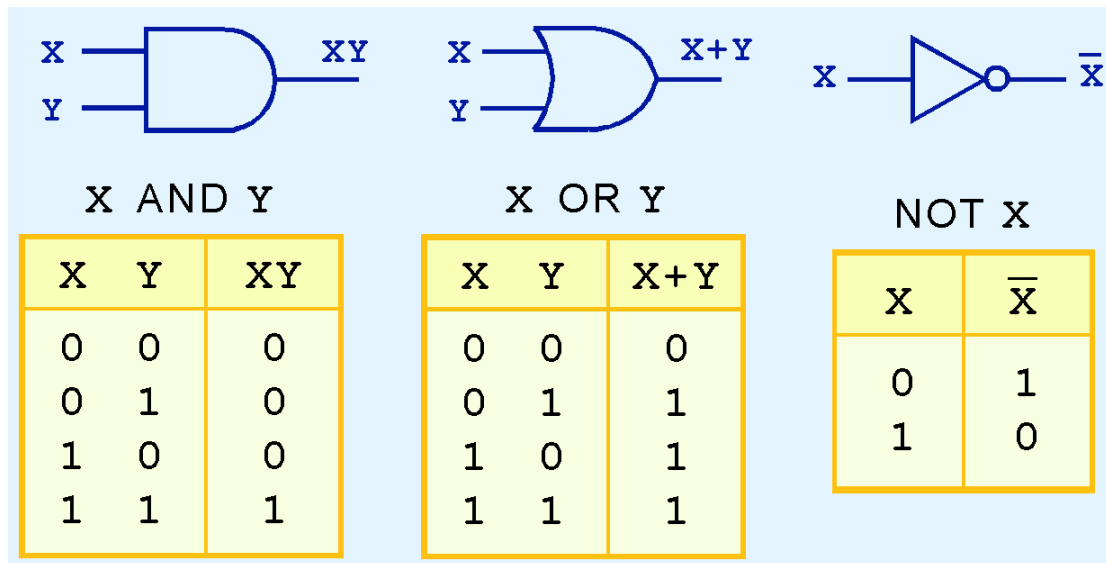 X
Y
XY
X AND Y
X Y XY
0 0 0
0 1 0
1 0 0
1 1 1
X
Y
X+Y
X OR Y
X Y X+Y
0 0 0
0 1 1
1 0 1
1 1 1
X
X̅
NOT X
X X̅
0 1
1 0